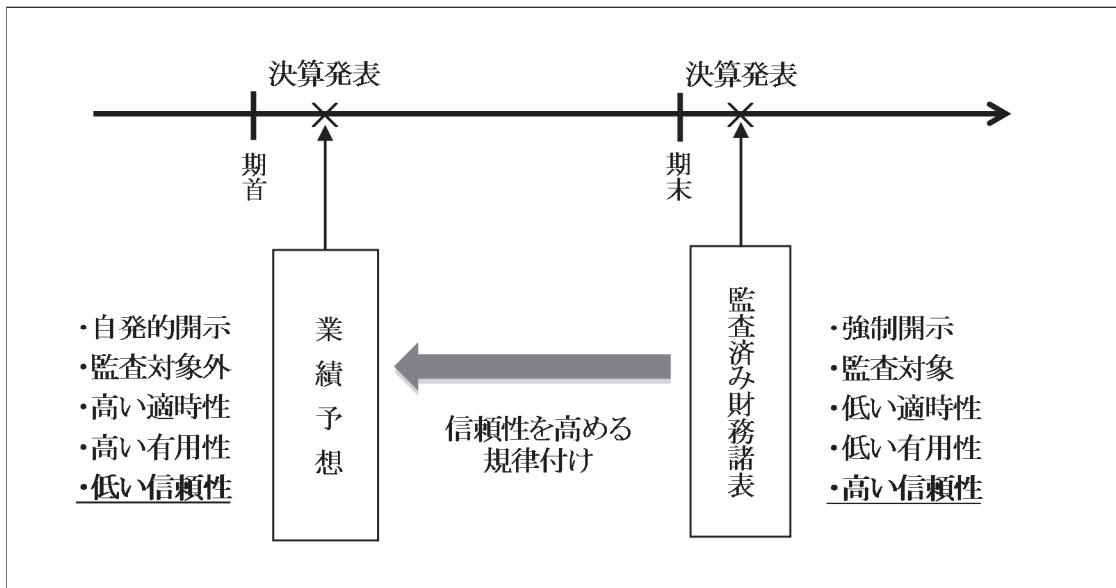 決算発表
決算発表
期首
期末
・自発的開示
・監査対象外
・高い適時性
・高い有用性
・低い信頼性
業績予想
信頼性を高める
規律付け
監査済み財務諸表
・強制開示
・監査対象
・低い適時性
・低い有用性
・高い信頼性